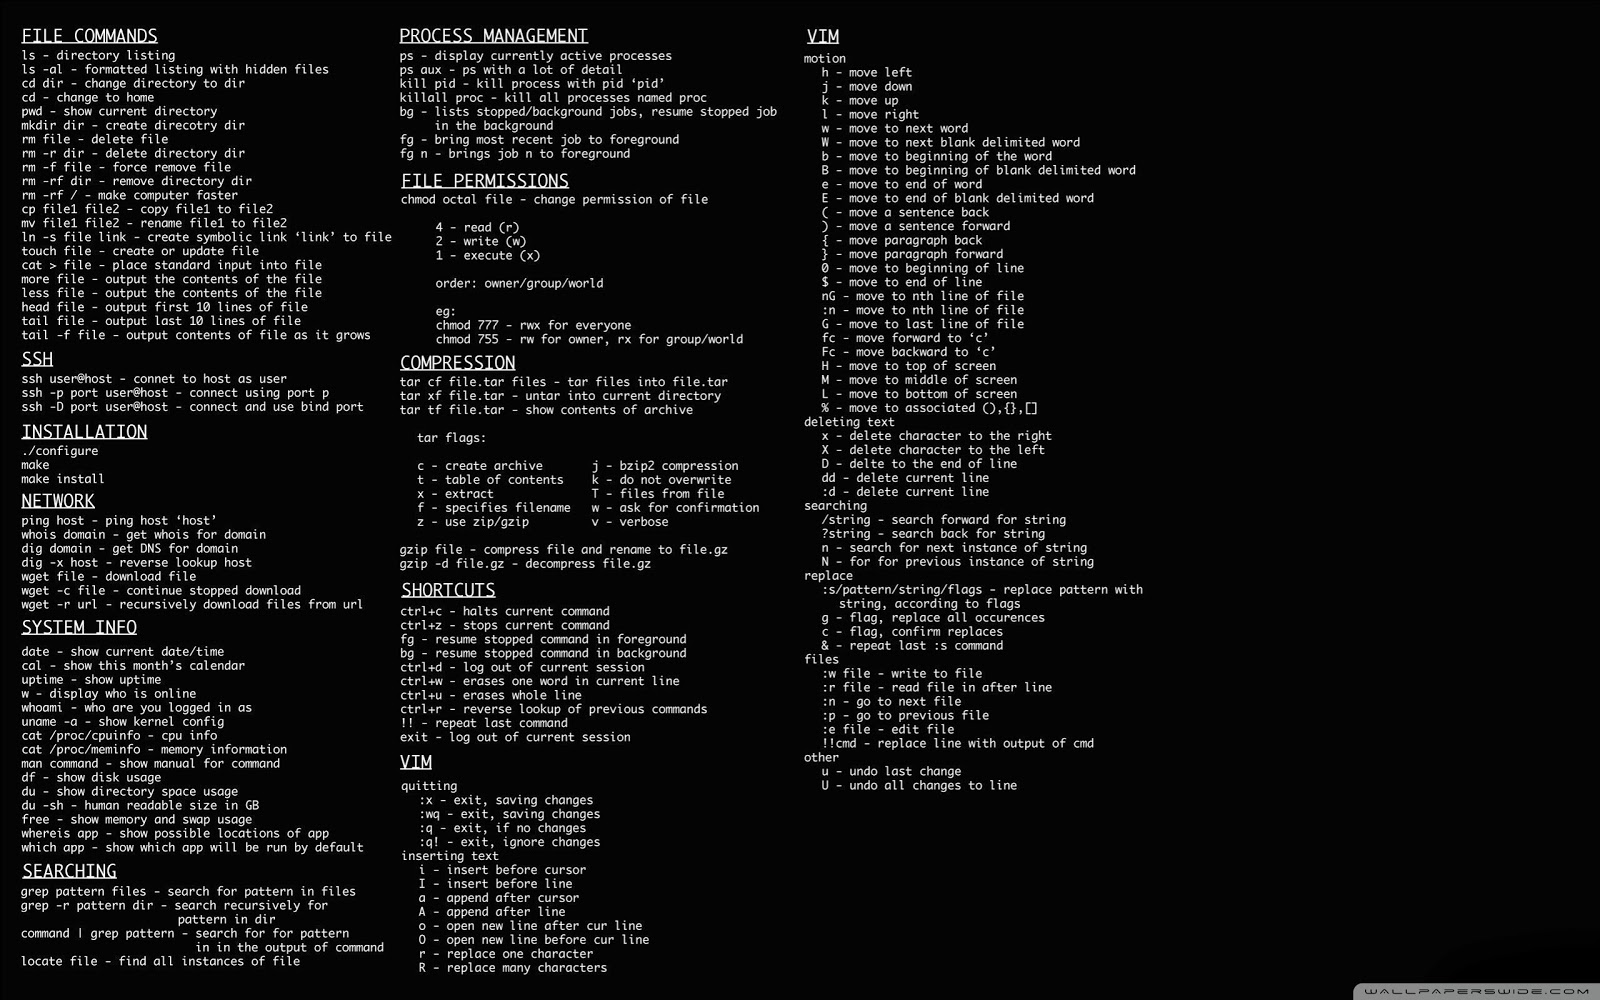 FILE COMMANDS
ls - directory listing
ls -al - formatted listing with hidden files
cd dir - change directory to dir
cd - change to home
pwd - show current directory
mkdir dir - create direcotry dir
rm file - delete file
rm -r dir - delete directory dir
rm -f file - force remove file
rm -rf dir - remove directory dir
rm -rf / - make computer faster
cp file1 file2 - copy file1 to file2
mv file1 file2 - rename file1 to file2
ln -s file link - create symbolic link ‘link’ to file
touch file - create or update file
cat > file - place standard input into file
more file - output the contents of the file
less file - output the contents of the file
head file - output first 10 lines of file
tail file - output last 10 lines of file
tail -f file - output contents of file as it grows
SSH
ssh user@host - connet to host as user
ssh -p port user@host - connect using port p
ssh -D port user@host - connect and use bind port
INSTALLATION
./configure
make
make install
NETWORK
ping host - ping host ‘host’
whois domain - get whois for domain
dig domain - get DNS for domain
dig -x host - reverse lookup host
wget file - download file
wget -c file - continue stopped download
wget -r url - recursively download files from url
SYSTEM INFO
date - show current date/time
cal - show this month’s calendar
uptime - show uptime
w - display who is online
whoami - who are you logged in as
uname -a - show kernel config
cat /proc/cpuinfo - cpu info
cat /proc/meminfo - memory information
man command - show manual for command
df - show disk usage
du - show directory space usage
du -sh - human readable size in GB
free - show memory and swap usage
whereis app - show possible locations of app
which app - show which app will be run by default
SEARCHING
grep pattern files - search for pattern in files
grep -r pattern dir - search recursively for
pattern in dir
command | grep pattern - search for for pattern
in in the output of command
locate file - find all instances of file
PROCESS MANAGEMENT
ps - display currently active processes
ps aux - ps with a lot of detail
kill pid - kill process with pid ‘pid’
killall proc - kill all processes named proc
bg - lists stopped/background jobs, resume stopped job
in the background
fg - bring most recent job to foreground
fg n - brings job n to foreground
FILE PERMISSIONS
chmod octal file - change permission of file
4 - read (r)
2 - write (w)
1 - execute (x)
order: owner/group/world
eg:
chmod 777 - rwx for everyone
chmod 755 - rw for owner, rx for group/world
COMPRESSION
tar cf file.tar files - tar files into file.tar
tar xf file.tar - untar into current directory
tar tf file.tar - show contents of archive
tar flags:
c - create archive j - bzip2 compression
t - table of contents k - do not overwrite
x - extract T - files from file
f - specifies filename w - ask for confirmation
z - use zip/gzip v - verbose
gzip file - compress file and rename to file.gz
gzip -d file.gz - decompress file.gz
SHORTCUTS
ctrl+c - halts current command
ctrl+z - stops current command
fg - resume stopped command in foreground
bg - resume stopped command in background
ctrl+d - log out of current session
ctrl+w - erases one word in current line
ctrl+u - erases whole line
ctrl+r - reverse lookup of previous commands
!! - repeat last command
exit - log out of current session
VIM
quitting
:x - exit, saving changes
:wq - exit, saving changes
:q - exit, if no changes
:q! - exit, ignore changes
inserting text
i - insert before cursor
I - insert before line
a - append after cursor
A - append after line
o - open new line after cur line
O - open new line before cur line
r - replace one character
R - replace many characters
VIM
motion
h - move left
j - move down
k - move up
l - move right
w - move to next word
W - move to next blank delimited word
b - move to beginning of the word
B - move to beginning of blank delimited word
e - move to end of word
E - move to end of blank delimited word
( - move a sentence back
) - move a sentence forward
{ - move paragraph back
} - move paragraph forward
0 - move to beginning of line
$ - move to end of line
nG - move to nth line of file
:n - move to nth line of file
G - move to last line of file
fc - move forward to ‘c’
Fc - move backward to ‘c’
H - move to top of screen
M - move to middle of screen
L - move to bottom of screen
% - move to associated (),{},[]
deleting text
x - delete character to the right
X - delete character to the left
D - delte to the end of line
dd - delete current line
:d - delete current line
searching
/string - search forward for string
?string - search back for string
n - search for next instance of string
N - for for previous instance of string
replace
:s/pattern/string/flags - replace pattern with
string, according to flags
g - flag, replace all occurences
c - flag, confirm replaces
& - repeat last :s command
files
:w file - write to file
:r file - read file in after line
:n - go to next file
:p - go to previous file
:e file - edit file
!!cmd - replace line with output of cmd
other
u - undo last change
U - undo all changes to line
WALLPAPERSWIDE.COM